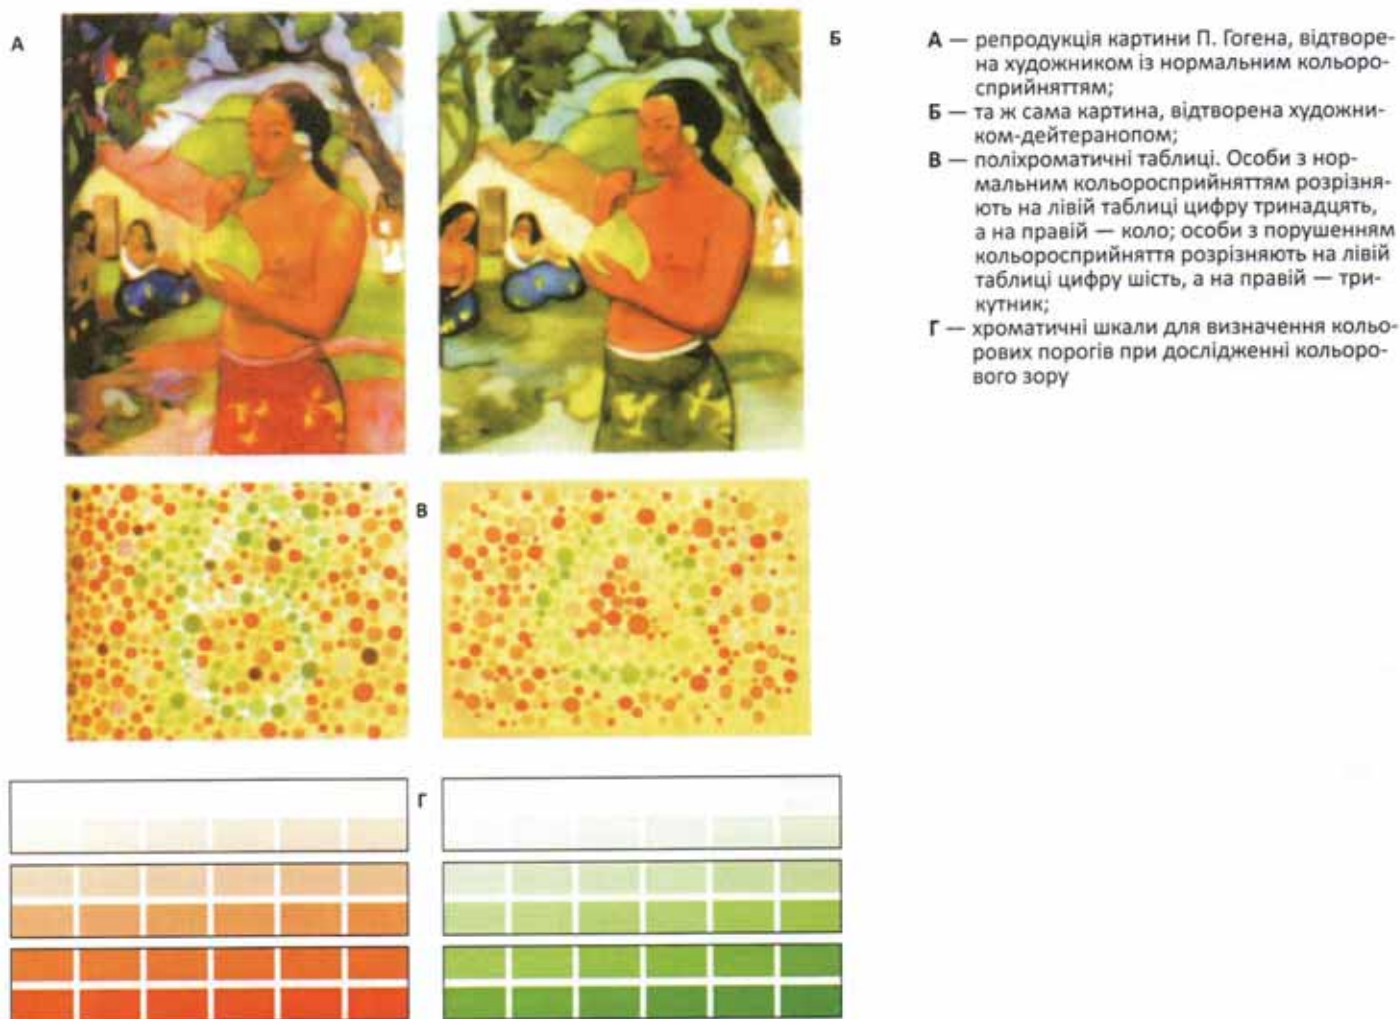 А
Б
В
Г
А — репродукція картини П. Гогена, відтворе-
на художником із нормальним кольоро-
сприйняттям;
Б — та ж сама картина, відтворена художни-
ком-дейтеранопом;
В — поліхроматичні таблиці. Особи з нор-
мальним кольоросприйняттям розрізня-
ють на лівій таблиці цифру тринадцять,
а на правій — коло; особи з порушенням
кольоросприйняття розрізняють на лівій
таблиці цифру шість, а на правій — три-
кутник;
Г — хроматичні шкали для визначення кольо-
рових порогів при дослідженні кольоро-
вого зору